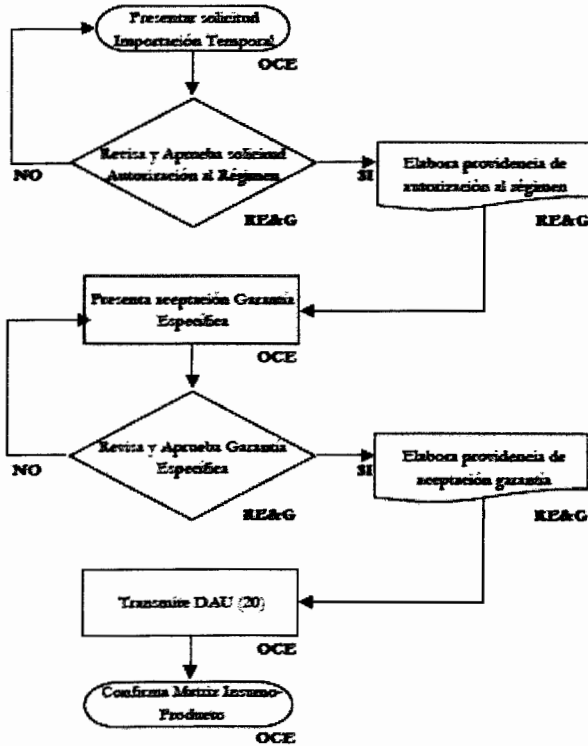 Presentar solicitud
Importación Temporal
OCE
Revisa y Aprueba solicitud
Autorización al Régimen
NO
SI
RE&G
Elabora providencia de
autorización al régimen
RE&G
Presenta aceptación Garantía
Específica
OCE
Revisa y Aprueba Garantía
Específica
NO
SI
RE&G
Elabora providencia de
aceptación garantía
RE&G
Transmite DAU (20)
OCE
Confirma Matriz Insumo-
Producto
OCE